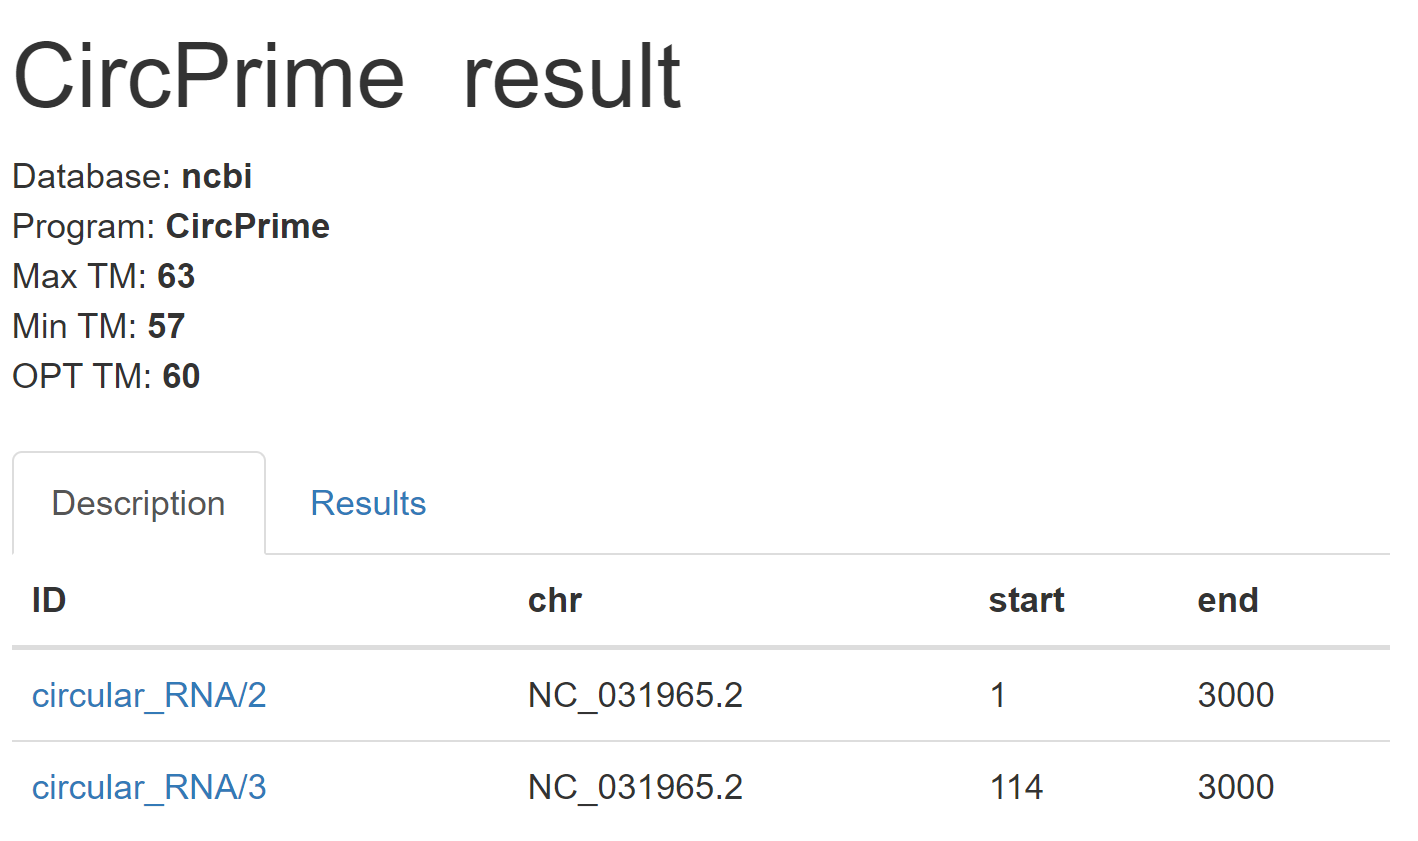 CircPrime result
Database: ncbi
Program: CircPrime
Max TM: 63
Min TM: 57
OPT TM: 60
Description Results
ID chr start end
circular_RNA/2 NC_031965.2 1 3000
circular_RNA/3 NC_031965.2 114 3000